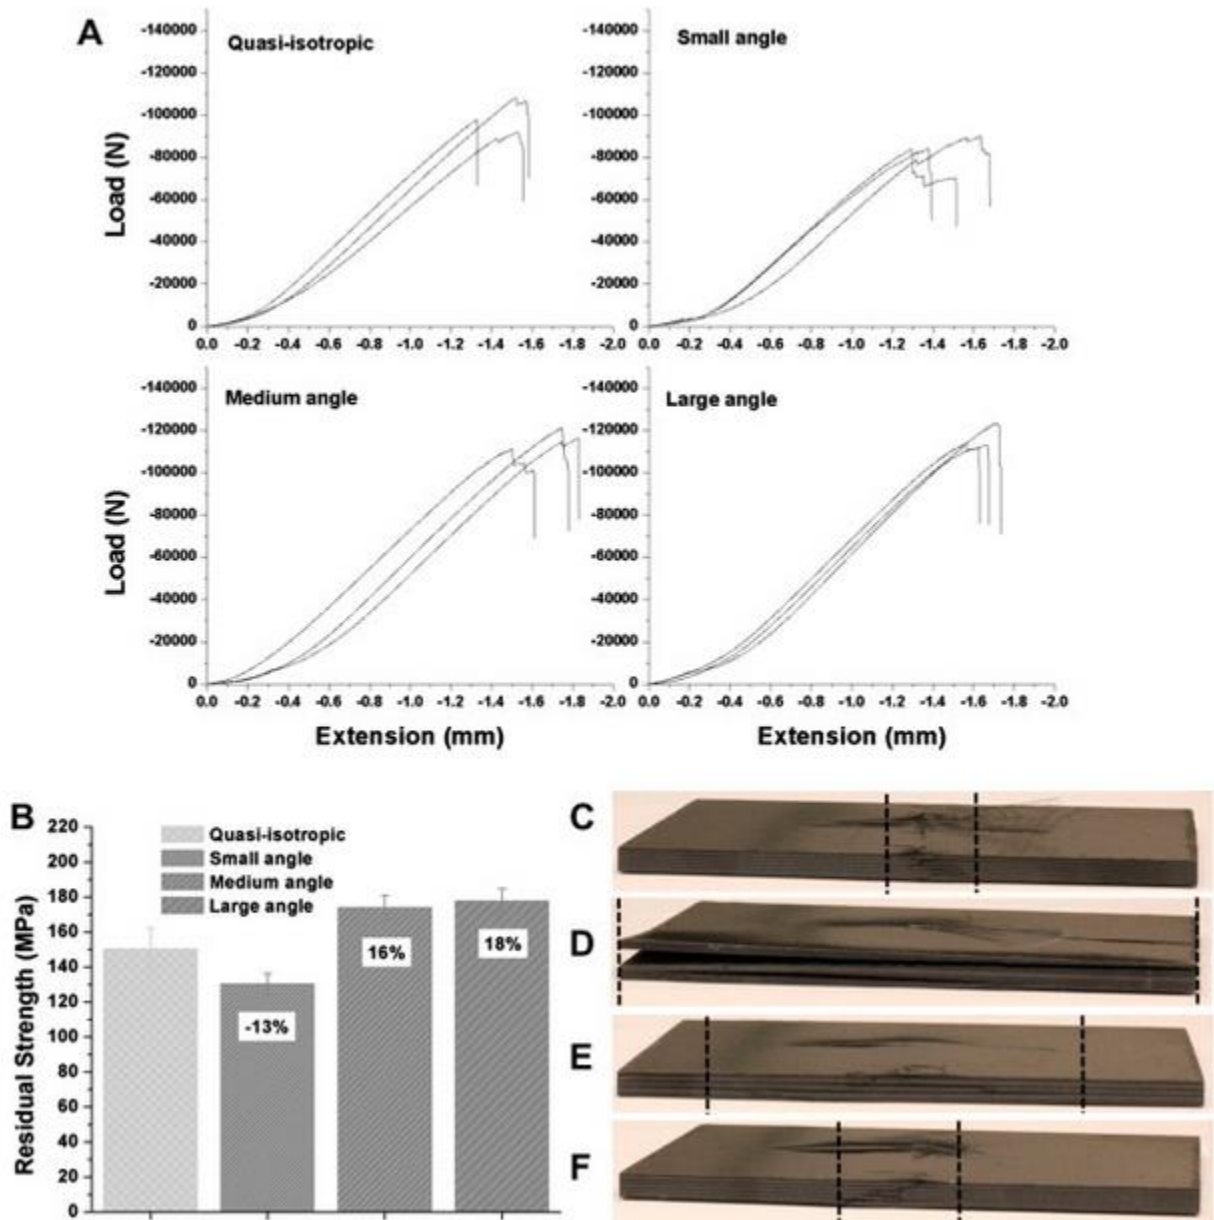 A
Quasi-isotropic
Load (N)
-140000
-120000
-100000
-80000
-60000
-40000
-20000
0
0.0 -0.2 -0.4 -0.6 -0.8 -1.0 -1.2 -1.4 -1.6 -1.8 -2.0
Small angle
-140000
-120000
-100000
-80000
-60000
-40000
-20000
0
0.0 -0.2 -0.4 -0.6 -0.8 -1.0 -1.2 -1.4 -1.6 -1.8 -2.0
Medium angle
Load (N)
-140000
-120000
-100000
-80000
-60000
-40000
-20000
0
0.0 -0.2 -0.4 -0.6 -0.8 -1.0 -1.2 -1.4 -1.6 -1.8 -2.0
Extension (mm)
Large angle
-140000
-120000
-100000
-80000
-60000
-40000
-20000
0
0.0 -0.2 -0.4 -0.6 -0.8 -1.0 -1.2 -1.4 -1.6 -1.8 -2.0
Extension (mm)
B
Residual Strength (MPa)
220
200
180
160
140
120
100
80
60
40
20
0
Quasi-isotropic
Small angle
Medium angle
Large angle
-13%
16%
18%
C
D
E
F